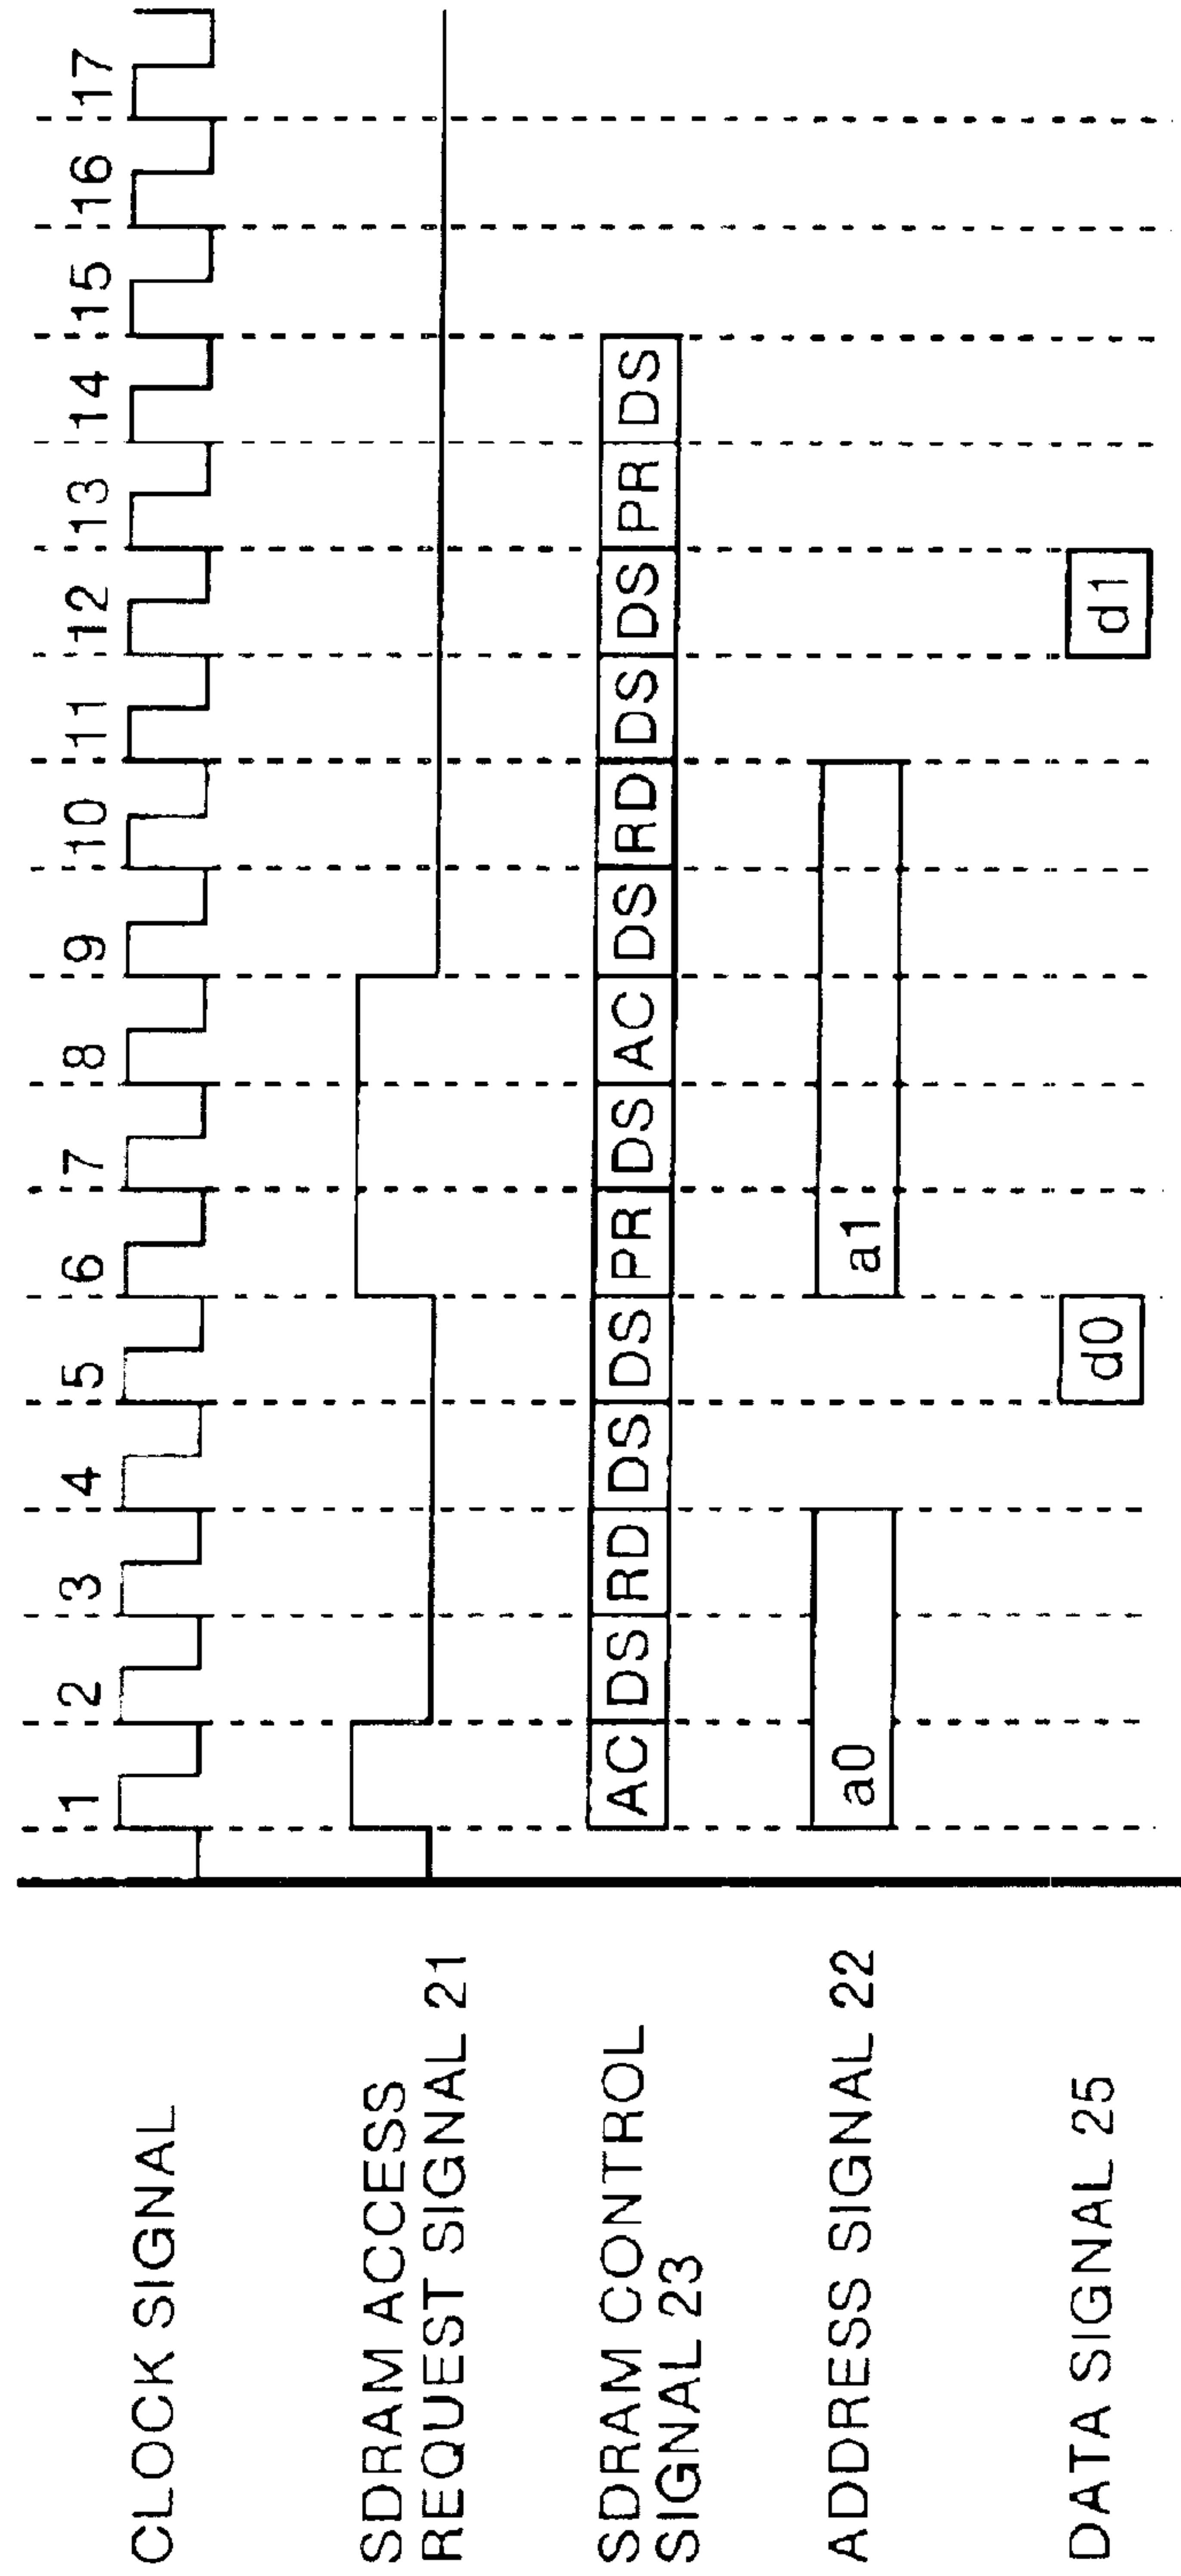 1 2 3 4 5 6 7 8 9 10 11 12 13 14 15 16 17
CLOCK SIGNAL
SDRAM ACCESS
REQUEST SIGNAL 21
SDRAM CONTROL
SIGNAL 23
AC DS RD DS DS PR DS AC DS RD DS DS PR DS
ADDRESS SIGNAL 22
a0 a1
DATA SIGNAL 25
d0 d1